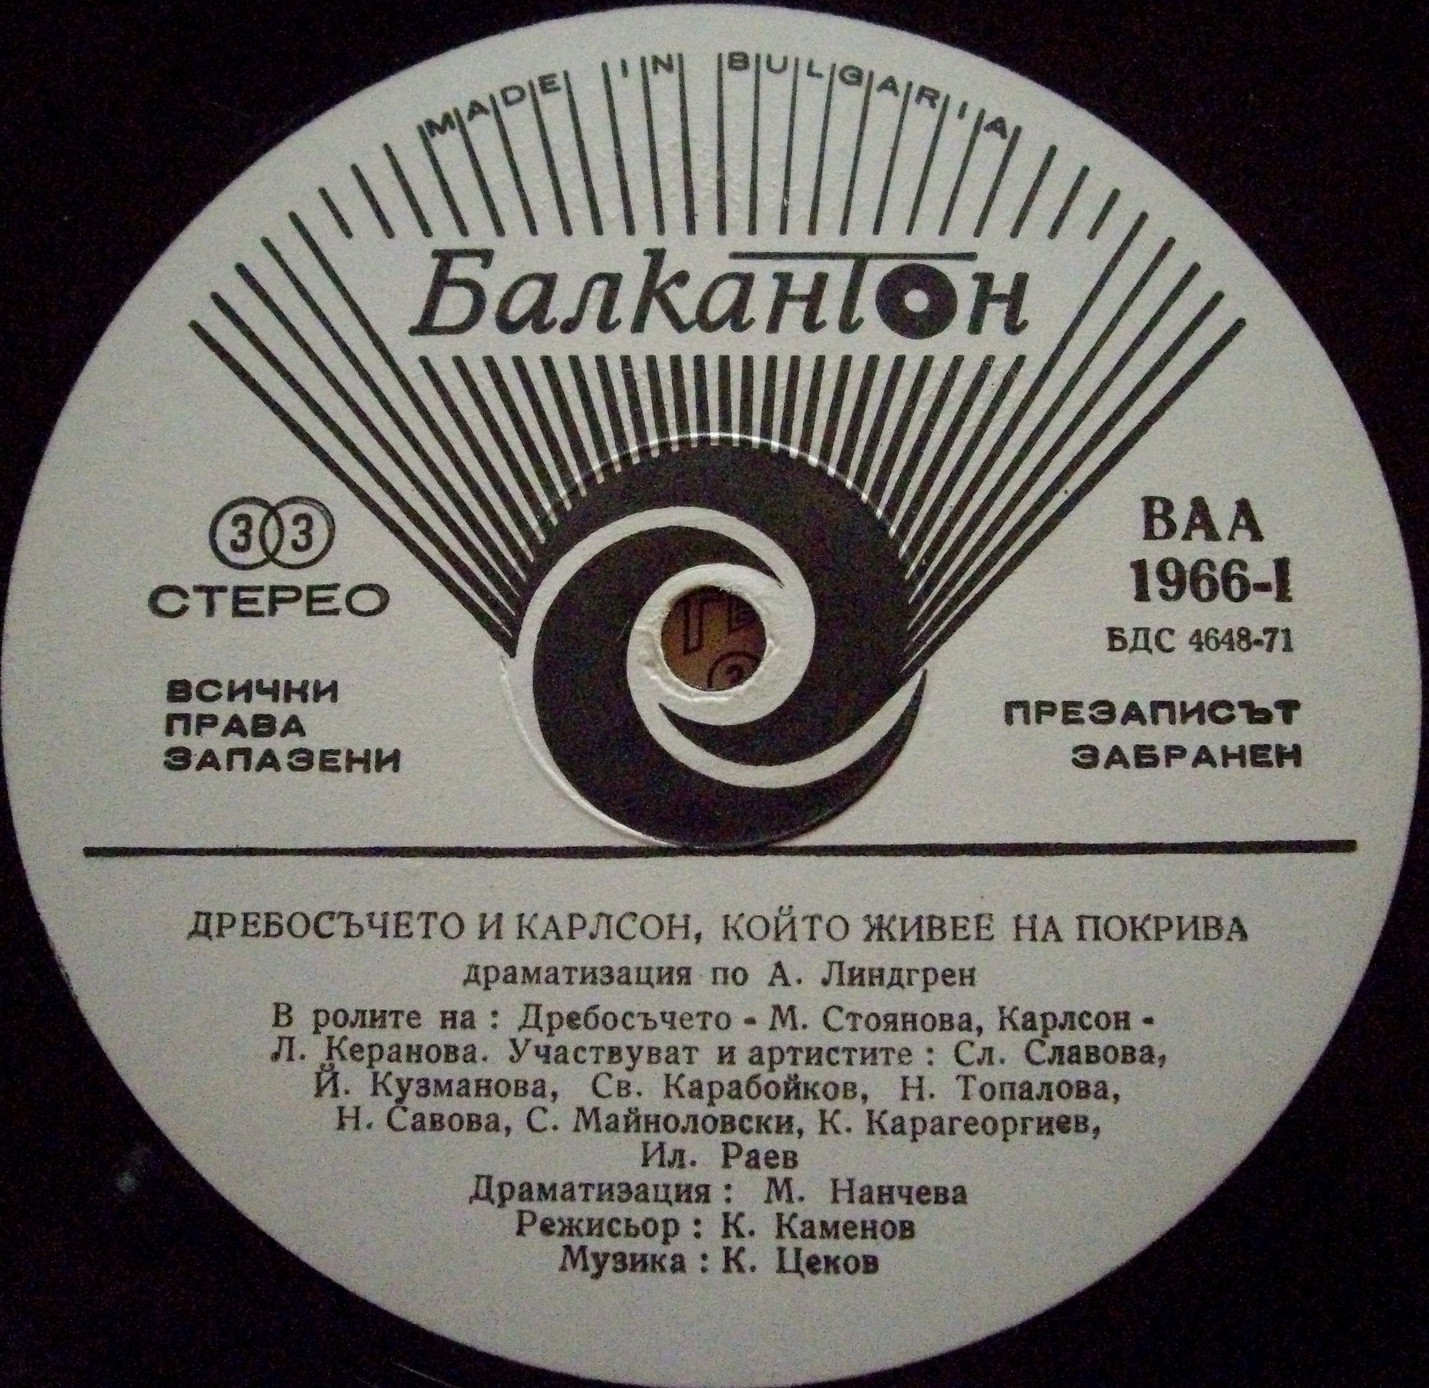 MADE IN BULGARIA
Балкантон
33
СТЕРЕО
ВСИЧКИ
ПРАВА
ЗАПАЗЕНИ
ВАА
1966-I
БДС 4648-71
ПРЕЗАПИСЪТ
ЗАБРАНЕН
ДРЕБОСЪЧЕТО И КАРЛСОН, КОЙТО ЖИВЕЕ НА ПОКРИВА
драматизация по А. Линдгрен
В ролите на : Дребосъчето - М. Стоянова, Карлсон -
Л. Керанова. Участвуват и артистите : Сл. Славова,
Й. Кузманова, Св. Карабойков, Н. Топалова,
Н. Савова, С. Майноловски, К. Карагеоргиев,
Ил. Раев
Драматизация : М. Нанчева
Режисьор : К. Каменов
Музика : К. Цеков